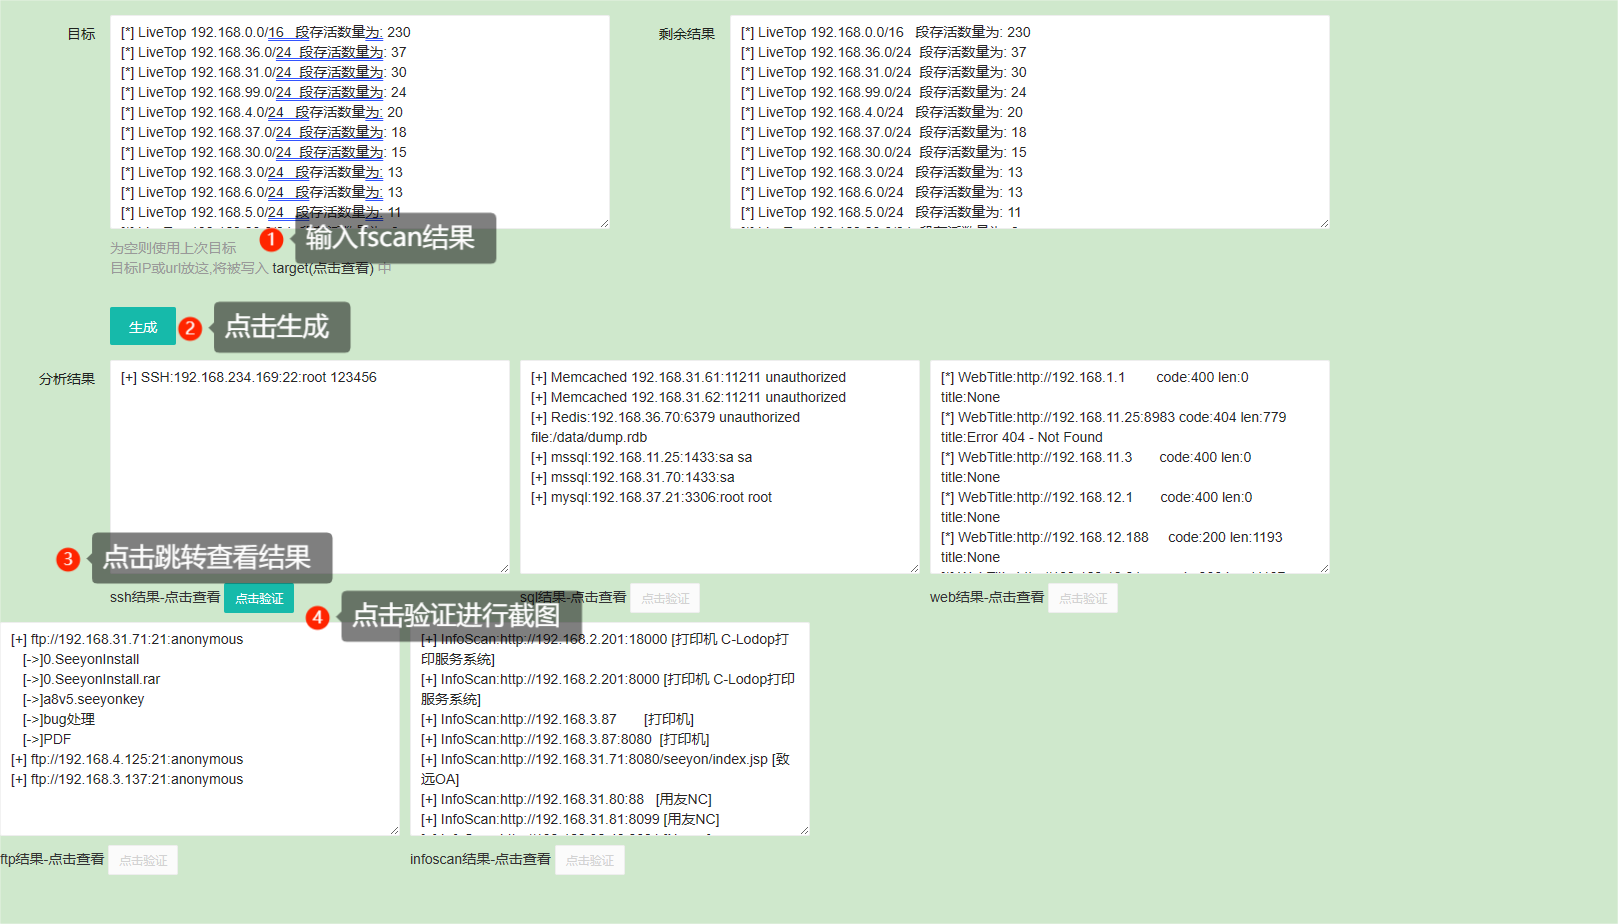 目标
[*] LiveTop 192.168.0.0/16 段存活数量为: 230
[*] LiveTop 192.168.36.0/24 段存活数量为: 37
[*] LiveTop 192.168.31.0/24 段存活数量为: 30
[*] LiveTop 192.168.99.0/24 段存活数量为: 24
[*] LiveTop 192.168.4.0/24 段存活数量为: 20
[*] LiveTop 192.168.37.0/24 段存活数量为: 18
[*] LiveTop 192.168.30.0/24 段存活数量为: 15
[*] LiveTop 192.168.3.0/24 段存活数量为: 13
[*] LiveTop 192.168.6.0/24 段存活数量为: 13
[*] LiveTop 192.168.5.0/24 段存活数量为: 11
剩余结果
[*] LiveTop 192.168.0.0/16 段存活数量为: 230
[*] LiveTop 192.168.36.0/24 段存活数量为: 37
[*] LiveTop 192.168.31.0/24 段存活数量为: 30
[*] LiveTop 192.168.99.0/24 段存活数量为: 24
[*] LiveTop 192.168.4.0/24 段存活数量为: 20
[*] LiveTop 192.168.37.0/24 段存活数量为: 18
[*] LiveTop 192.168.30.0/24 段存活数量为: 15
[*] LiveTop 192.168.3.0/24 段存活数量为: 13
[*] LiveTop 192.168.6.0/24 段存活数量为: 13
[*] LiveTop 192.168.5.0/24 段存活数量为: 11
1 输入fscan结果
为空则使用上次目标
目标IP或url放这,将被写入 target(点击查看) 中
生成
2 点击生成
分析结果
[+] SSH:192.168.234.169:22:root 123456
[+] Memcached 192.168.31.61:11211 unauthorized
[+] Memcached 192.168.31.62:11211 unauthorized
[+] Redis:192.168.36.70:6379 unauthorized
file:/data/dump.rdb
[+] mssql:192.168.11.25:1433:sa sa
[+] mssql:192.168.31.70:1433:sa
[+] mysql:192.168.37.21:3306:root root
[*] WebTitle:http://192.168.1.1 code:400 len:0
title:None
[*] WebTitle:http://192.168.11.25:8983 code:404 len:779
title:Error 404 - Not Found
[*] WebTitle:http://192.168.11.3 code:400 len:0
title:None
[*] WebTitle:http://192.168.12.1 code:400 len:0
title:None
[*] WebTitle:http://192.168.12.188 code:200 len:1193
title:None
3 点击跳转查看结果
ssh结果-点击查看 点击验证
4 点击验证进行截图
sql结果-点击查看 点击验证
web结果-点击查看 点击验证
[+] ftp://192.168.31.71:21:anonymous
[->]0.SeeyonInstall
[->]0.SeeyonInstall.rar
[->]a8v5.seeyonkey
[->]bug处理
[->]PDF
[+] ftp://192.168.4.125:21:anonymous
[+] ftp://192.168.3.137:21:anonymous
[+] InfoScan:http://192.168.2.201:18000 [打印机 C-Lodop打
印服务系统]
[+] InfoScan:http://192.168.2.201:8000 [打印机 C-Lodop打印
服务系统]
[+] InfoScan:http://192.168.3.87 [打印机]
[+] InfoScan:http://192.168.3.87:8080 [打印机]
[+] InfoScan:http://192.168.31.71:8080/seeyon/index.jsp [致
远OA]
[+] InfoScan:http://192.168.31.80:88 [用友NC]
[+] InfoScan:http://192.168.31.81:8099 [用友NC]
ftp结果-点击查看 点击验证
infoscan结果-点击查看 点击验证